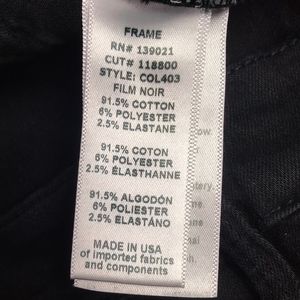 FRAME
RN# 139021
CUT# 118800
STYLE: COL403
FILM NOIR
91.5% COTTON
6% POLYESTER
2.5% ELASTANE
91.5% COTON
6% POLYESTER
2.5% ÉLASTHANNE
91.5% ALGODÓN
6% POLIESTER
2.5% ELASTÁNO
MADE IN USA
of imported fabrics
and components